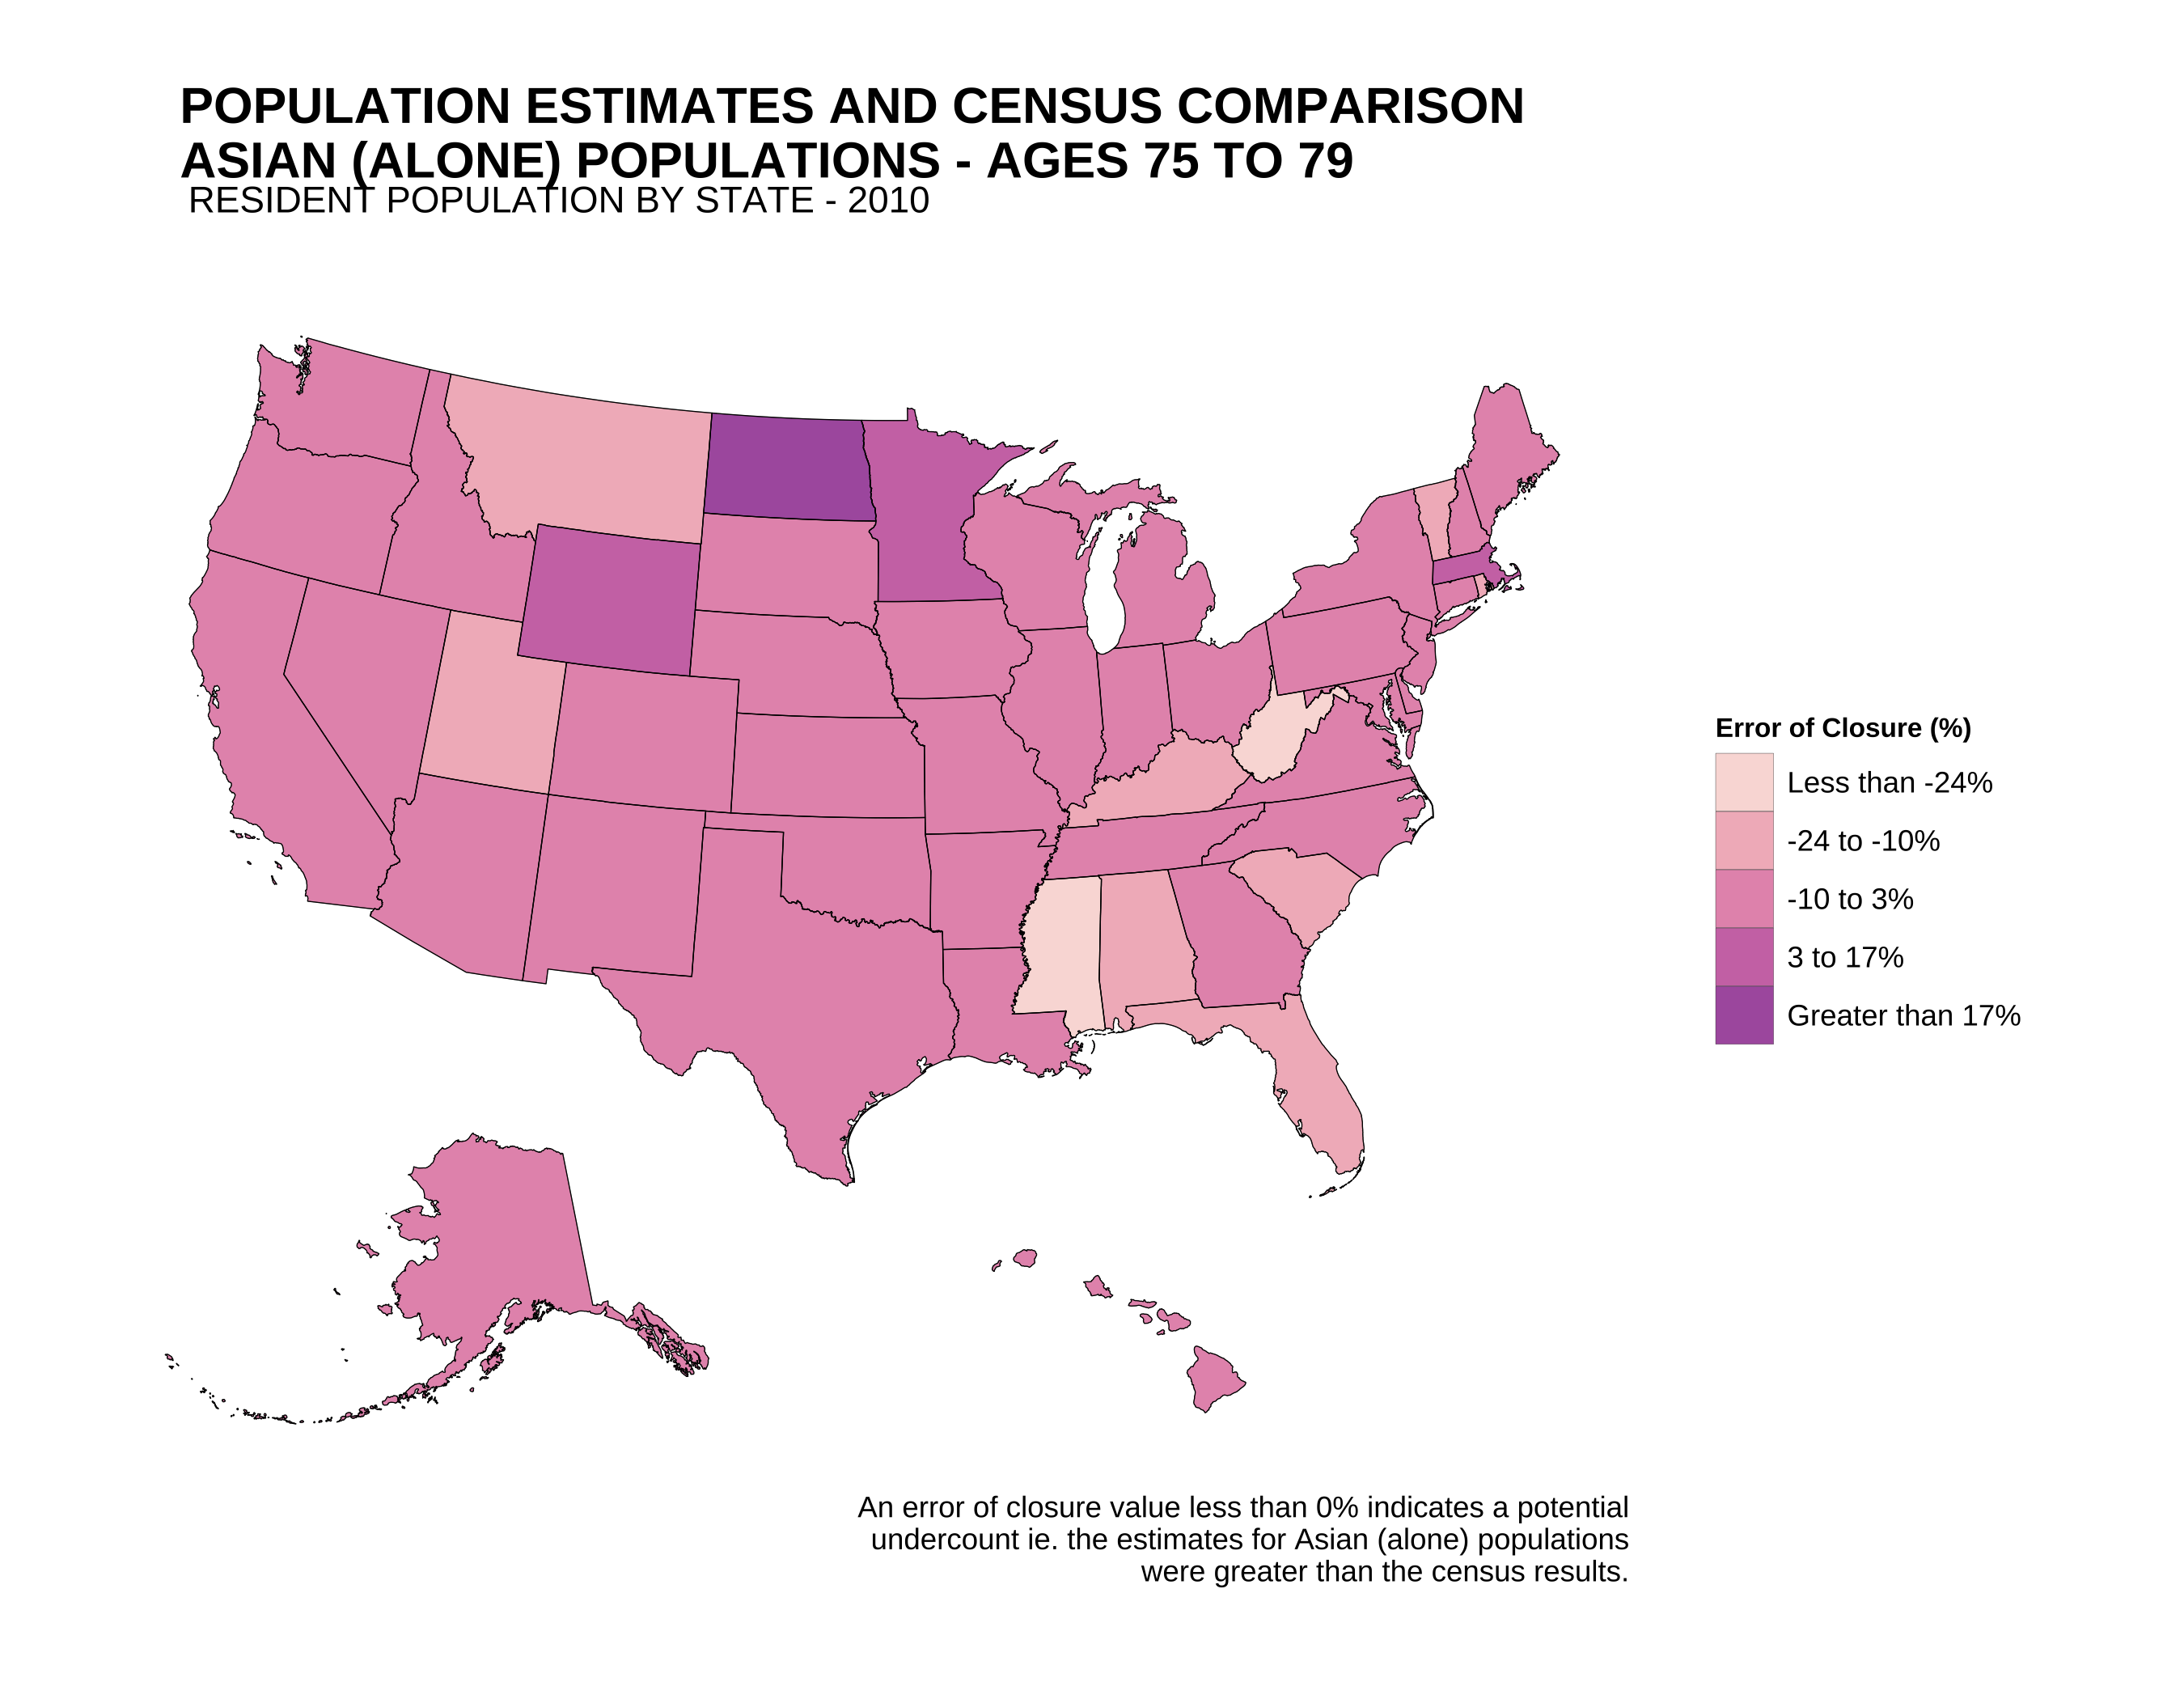 POPULATION ESTIMATES AND CENSUS COMPARISON
ASIAN (ALONE) POPULATIONS - AGES 75 TO 79
RESIDENT POPULATION BY STATE - 2010
Error of Closure (%)
Less than -24%
-24 to -10%
-10 to 3%
3 to 17%
Greater than 17%
An error of closure value less than 0% indicates a potential
undercount ie. the estimates for Asian (alone) populations
were greater than the census results.